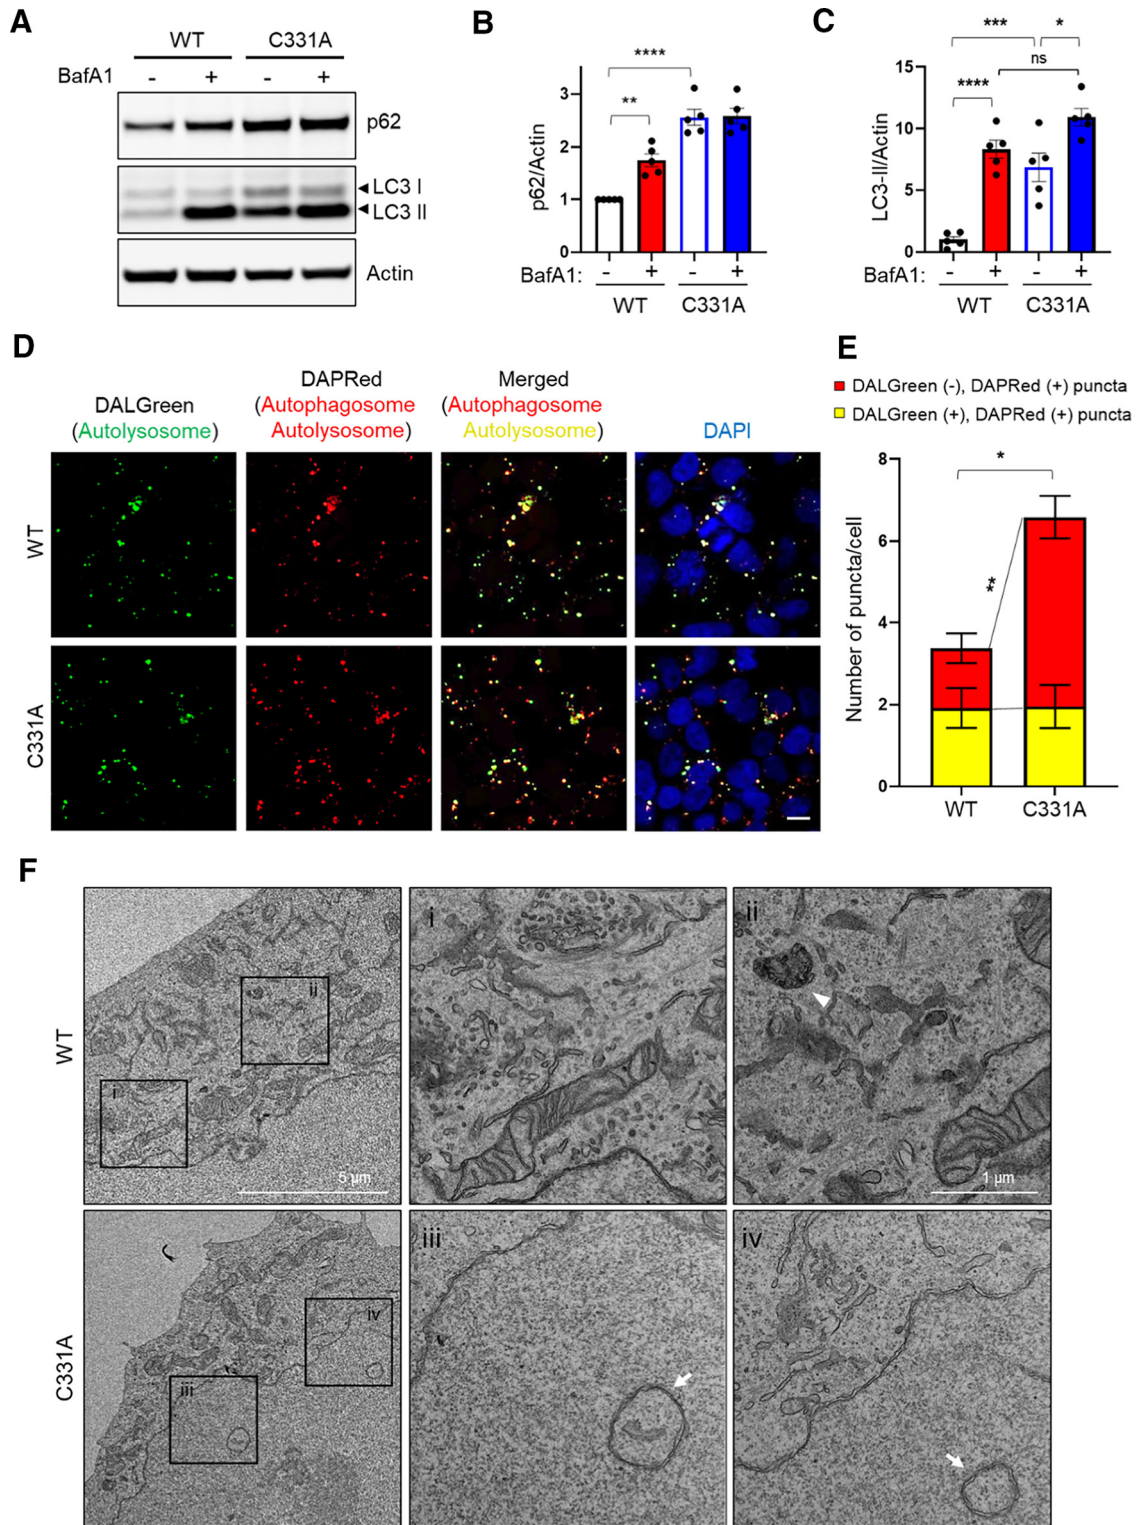 A
WT
C331A
BafA1
-
+
-
+
p62
LC3 I
LC3 II
Actin
B
****
**
p62/Actin
3
2
1
0
BafA1:
-
+
-
+
WT
C331A
C
***
*
ns
****
LC3-II/Actin
15
10
5
0
BafA1:
-
+
-
+
WT
C331A
D
DALGreen
(Autolysosome)
DAPRed
(Autophagosome
Autolysosome)
Merged
(Autophagosome
Autolysosome)
DAPI
WT
C331A
E
DALGreen (-), DAPRed (+) puncta
DALGreen (+), DAPRed (+) puncta
Number of puncta/cell
8
6
4
2
0
*
**
WT
C331A
F
WT
i
ii
5 µm
i
ii
1 µm
C331A
iii
iv
iii
iv